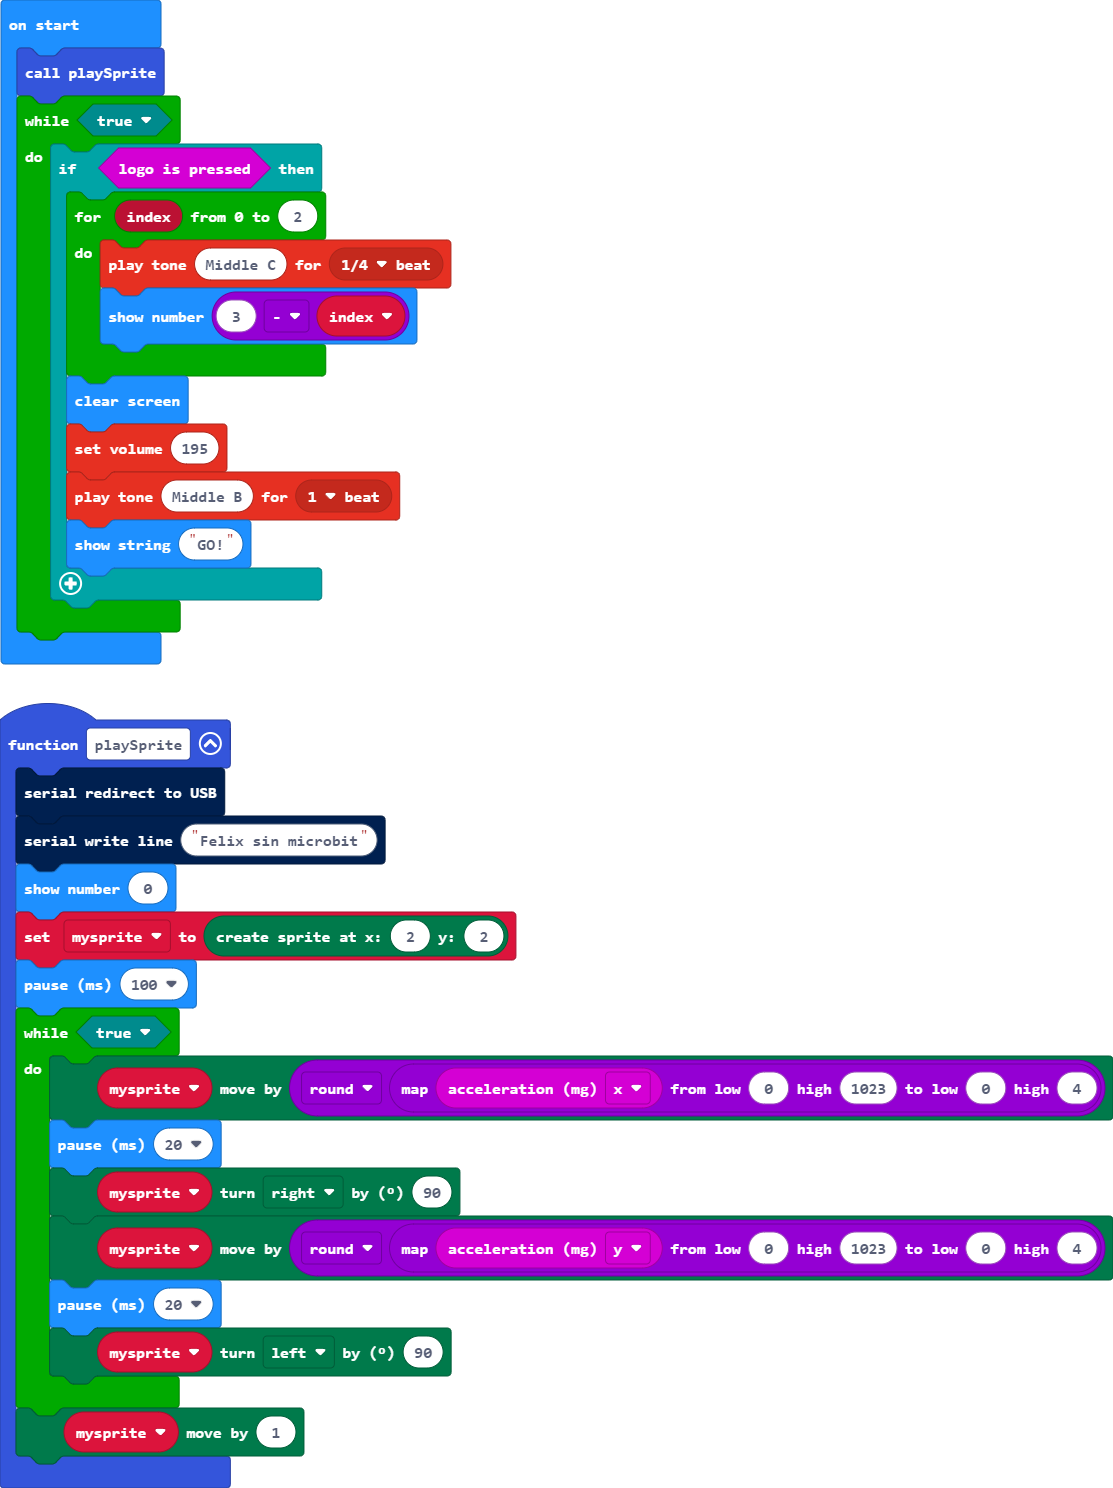 on start
call playSprite
while true
do
if logo is pressed then
for index from 0 to 2
do
play tone Middle C for 1/4 beat
show number 3 - index
clear screen
set volume 195
play tone Middle B for 1 beat
show string "GO!"
function playSprite
serial redirect to USB
serial write line "Felix sin microbit"
show number 0
set mysprite to create sprite at x: 2 y: 2
pause (ms) 100
while true
do
mysprite move by round map acceleration (mg) x from low 0 high 1023 to low 0 high 4
pause (ms) 20
mysprite turn right by (º) 90
mysprite move by round map acceleration (mg) y from low 0 high 1023 to low 0 high 4
pause (ms) 20
mysprite turn left by (º) 90
mysprite move by 1